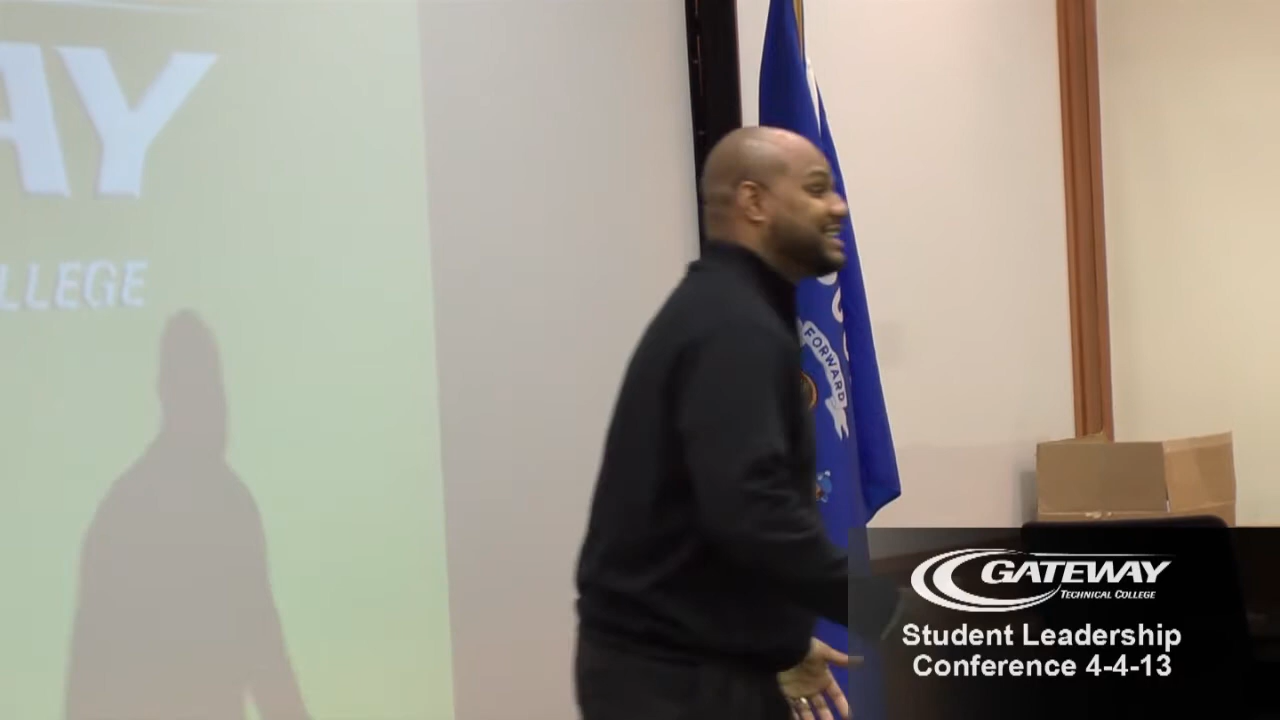 AY
LLEGE
FORWARD
GATEWAY
TECHNICAL COLLEGE
Student Leadership
Conference 4-4-13